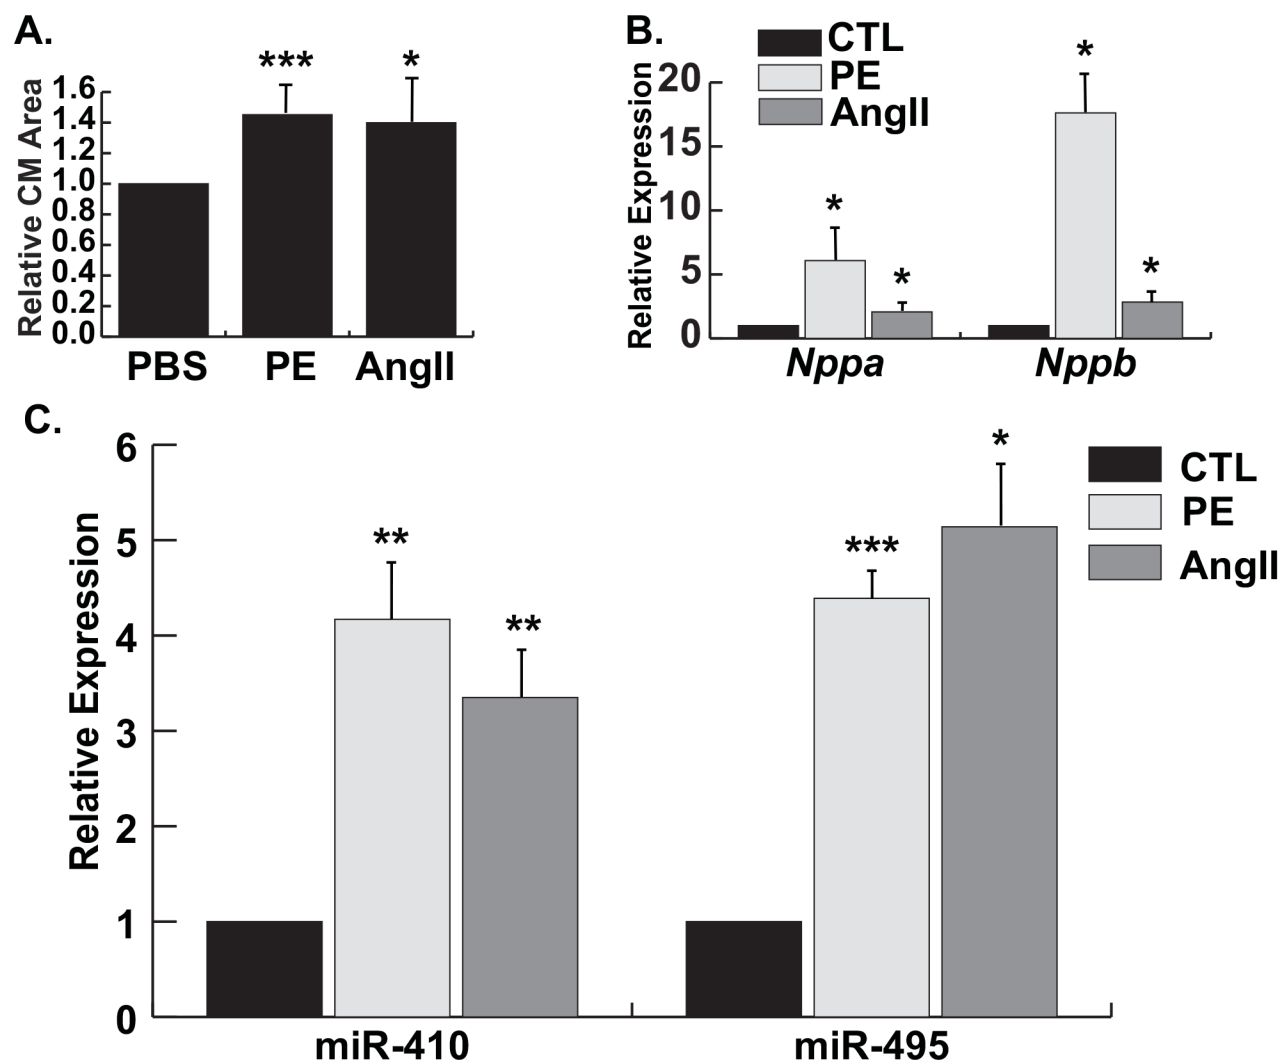 A.
Relative CM Area
1.6
1.4
1.2
1.0
0.8
0.6
0.4
0.2
0.0
***
*
PBS PE AngII
B.
CTL
PE
AngII
Relative Expression
20
15
10
5
0
*
*
*
*
Nppa Nppb
C.
Relative Expression
6
5
4
3
2
1
0
**
**
***
*
CTL
PE
AngII
miR-410 miR-495